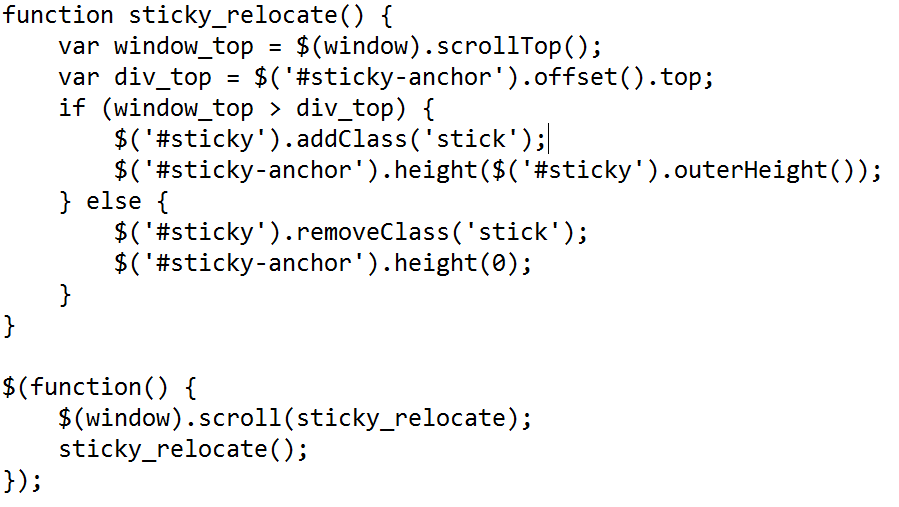 function sticky_relocate() {
    var window_top = $(window).scrollTop();
    var div_top = $('#sticky-anchor').offset().top;
    if (window_top > div_top) {
        $('#sticky').addClass('stick');
        $('#sticky-anchor').height($('#sticky').outerHeight());
    } else {
        $('#sticky').removeClass('stick');
        $('#sticky-anchor').height(0);
    }
}

$(function() {
    $(window).scroll(sticky_relocate);
    sticky_relocate();
});